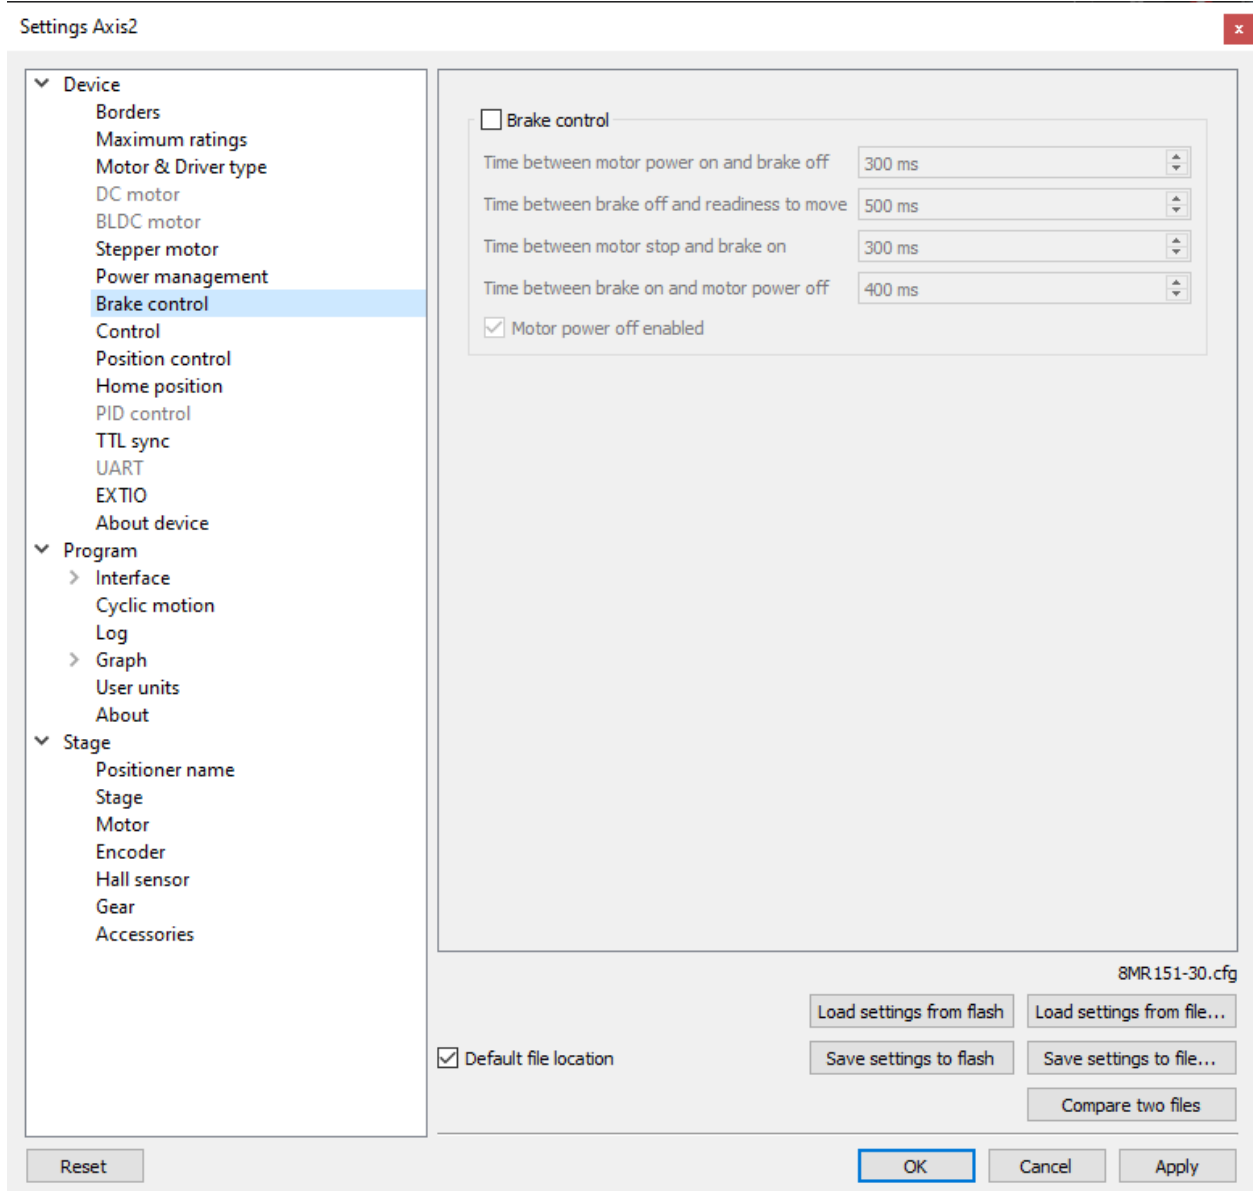 Settings Axis2
x
Device
Borders
Maximum ratings
Motor & Driver type
DC motor
BLDC motor
Stepper motor
Power management
Brake control
Control
Position control
Home position
PID control
TTL sync
UART
EXTIO
About device
Program
Interface
Cyclic motion
Log
Graph
User units
About
Stage
Positioner name
Stage
Motor
Encoder
Hall sensor
Gear
Accessories
Brake control
Time between motor power on and brake off 300 ms
Time between brake off and readiness to move 500 ms
Time between motor stop and brake on 300 ms
Time between brake on and motor power off 400 ms
Motor power off enabled
8MR151-30.cfg
Load settings from flash Load settings from file...
Default file location Save settings to flash Save settings to file...
Compare two files
Reset OK Cancel Apply